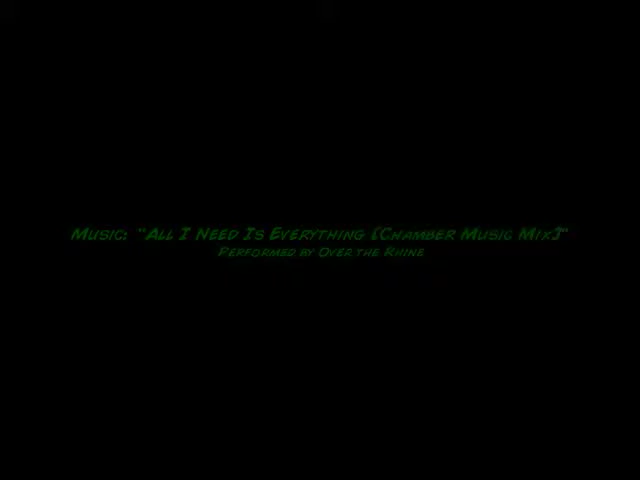 Music: "All I Need Is Everything [Chamber Music Mix]"
Performed by Over the Rhine